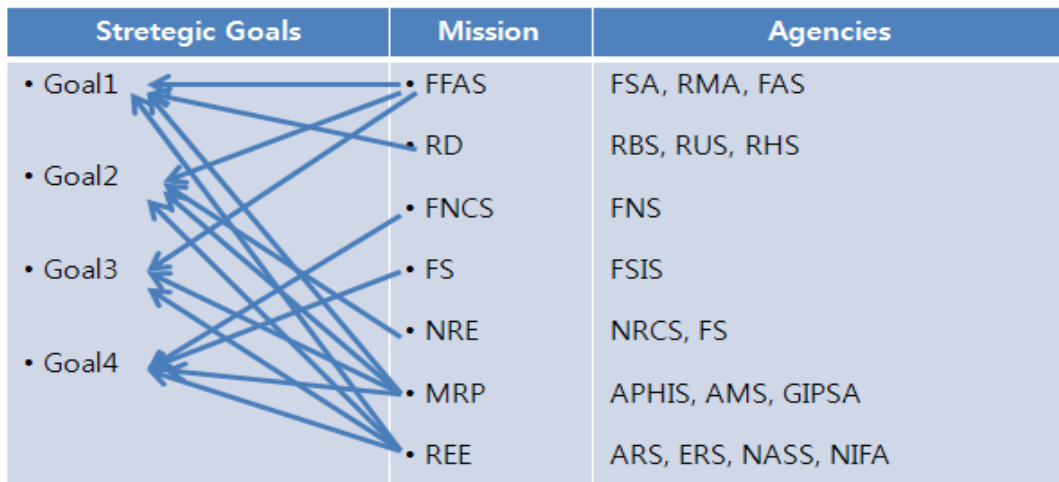 Stretegic Goals Mission Agencies
• Goal1 • FFAS FSA, RMA, FAS
• RD RBS, RUS, RHS
• Goal2
• FNCS FNS
• Goal3 • FS FSIS
• NRE NRCS, FS
• Goal4
• MRP APHIS, AMS, GIPSA
• REE ARS, ERS, NASS, NIFA